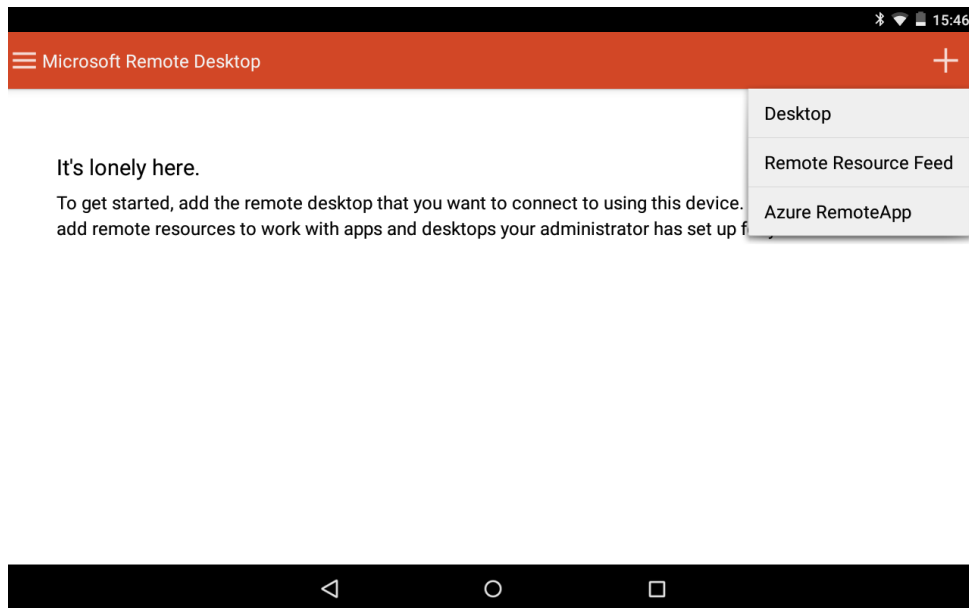 15:46
Microsoft Remote Desktop
Desktop
Remote Resource Feed
Azure RemoteApp
It's lonely here.
To get started, add the remote desktop that you want to connect to using this device.
add remote resources to work with apps and desktops your administrator has set up